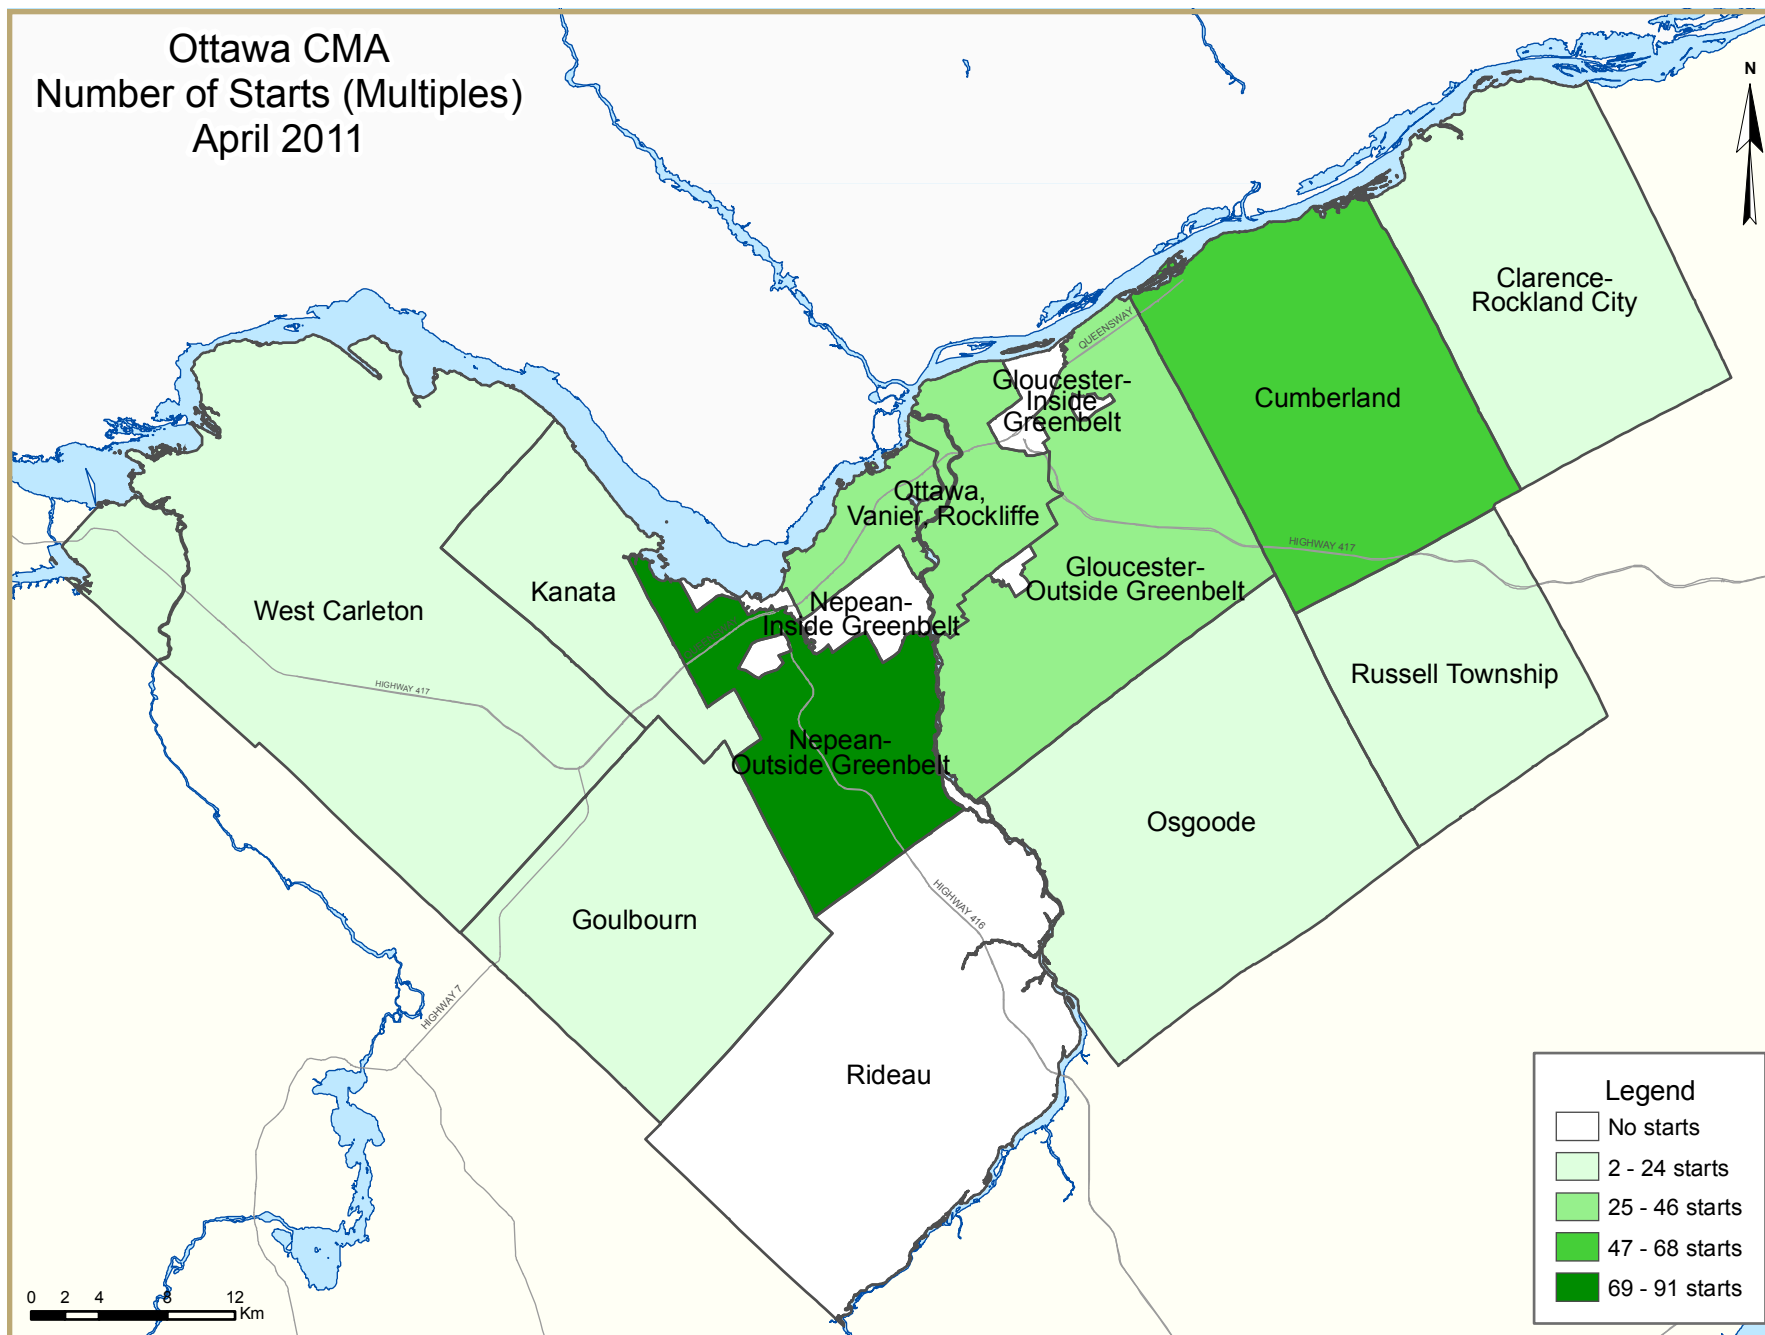 Ottawa CMA
Number of Starts (Multiples)
April 2011
N
Clarence-
Rockland City
QUEENSWAY
Gloucester-
Inside
Greenbelt
Cumberland
Ottawa,
Vanier, Rockliffe
HIGHWAY 417
Gloucester-
Outside Greenbelt
Kanata
West Carleton
Nepean-
Inside Greenbelt
Russell Township
HIGHWAY 417
Nepean-
Outside Greenbelt
Osgoode
Goulbourn
HIGHWAY 416
HIGHWAY 7
Rideau
Legend
No starts
2 - 24 starts
25 - 46 starts
47 - 68 starts
69 - 91 starts
0 2 4 8 12
Km